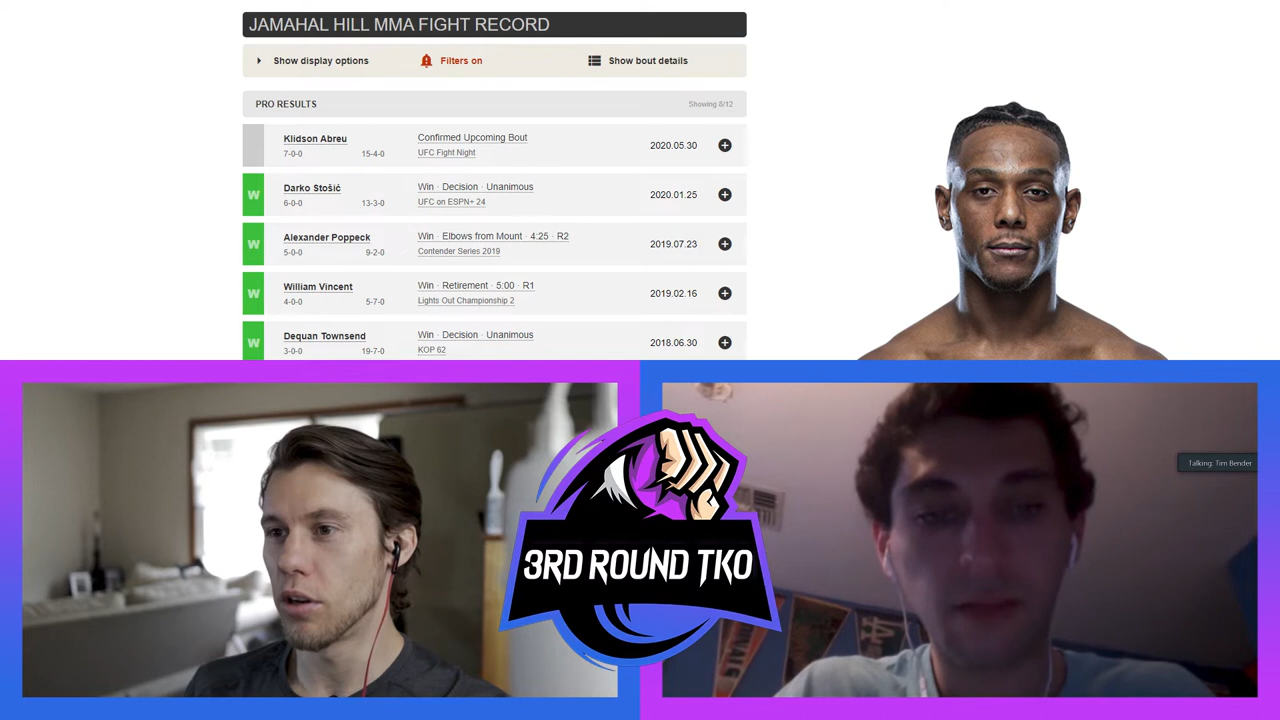 JAMAHAL HILL MMA FIGHT RECORD
Show display options Filters on Show bout details
PRO RESULTS Showing 8/12
Klidson Abreu Confirmed Upcoming Bout 2020.05.30
7-0-0 15-4-0 UFC Fight Night
W Darko Stošić Win · Decision · Unanimous 2020.01.25
6-0-0 13-3-0 UFC on ESPN+ 24
W Alexander Poppeck Win · Elbows from Mount · 4:25 · R2 2019.07.23
5-0-0 9-2-0 Contender Series 2019
W William Vincent Win · Retirement · 5:00 · R1 2019.02.16
4-0-0 5-7-0 Lights Out Championship 2
W Dequan Townsend Win · Decision · Unanimous 2018.06.30
3-0-0 19-7-0 KOP 62
Talking: Tim Bender
3RD ROUND TKO
LA